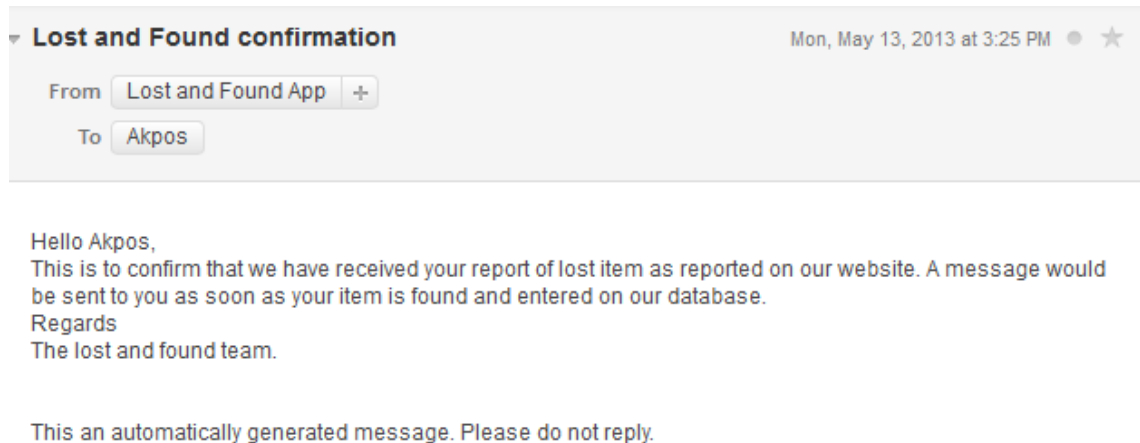 Lost and Found confirmation
Mon, May 13, 2013 at 3:25 PM
From Lost and Found App +
To Akpos
Hello Akpos,
This is to confirm that we have received your report of lost item as reported on our website. A message would
be sent to you as soon as your item is found and entered on our database.
Regards
The lost and found team.
This an automatically generated message. Please do not reply.